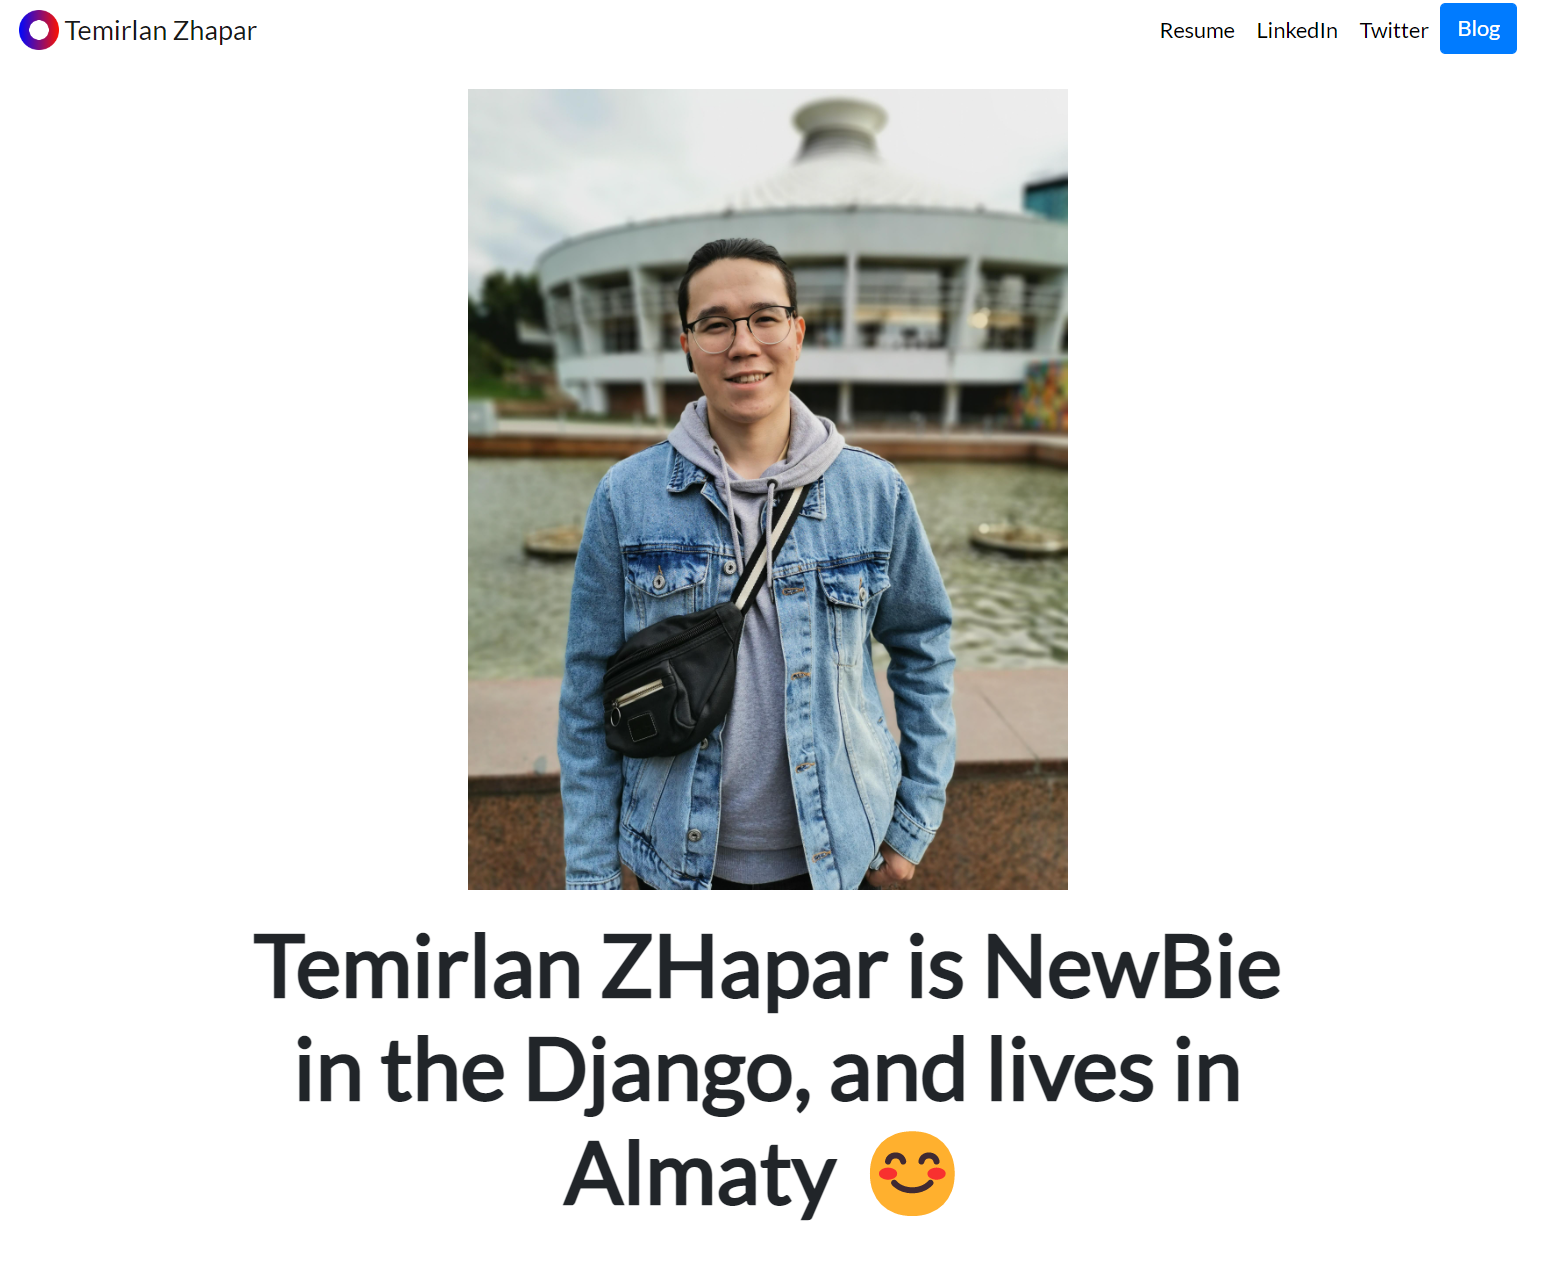 Temirlan Zhapar
Resume LinkedIn Twitter Blog
Temirlan ZHapar is NewBie
in the Django, and lives in
Almaty 😊